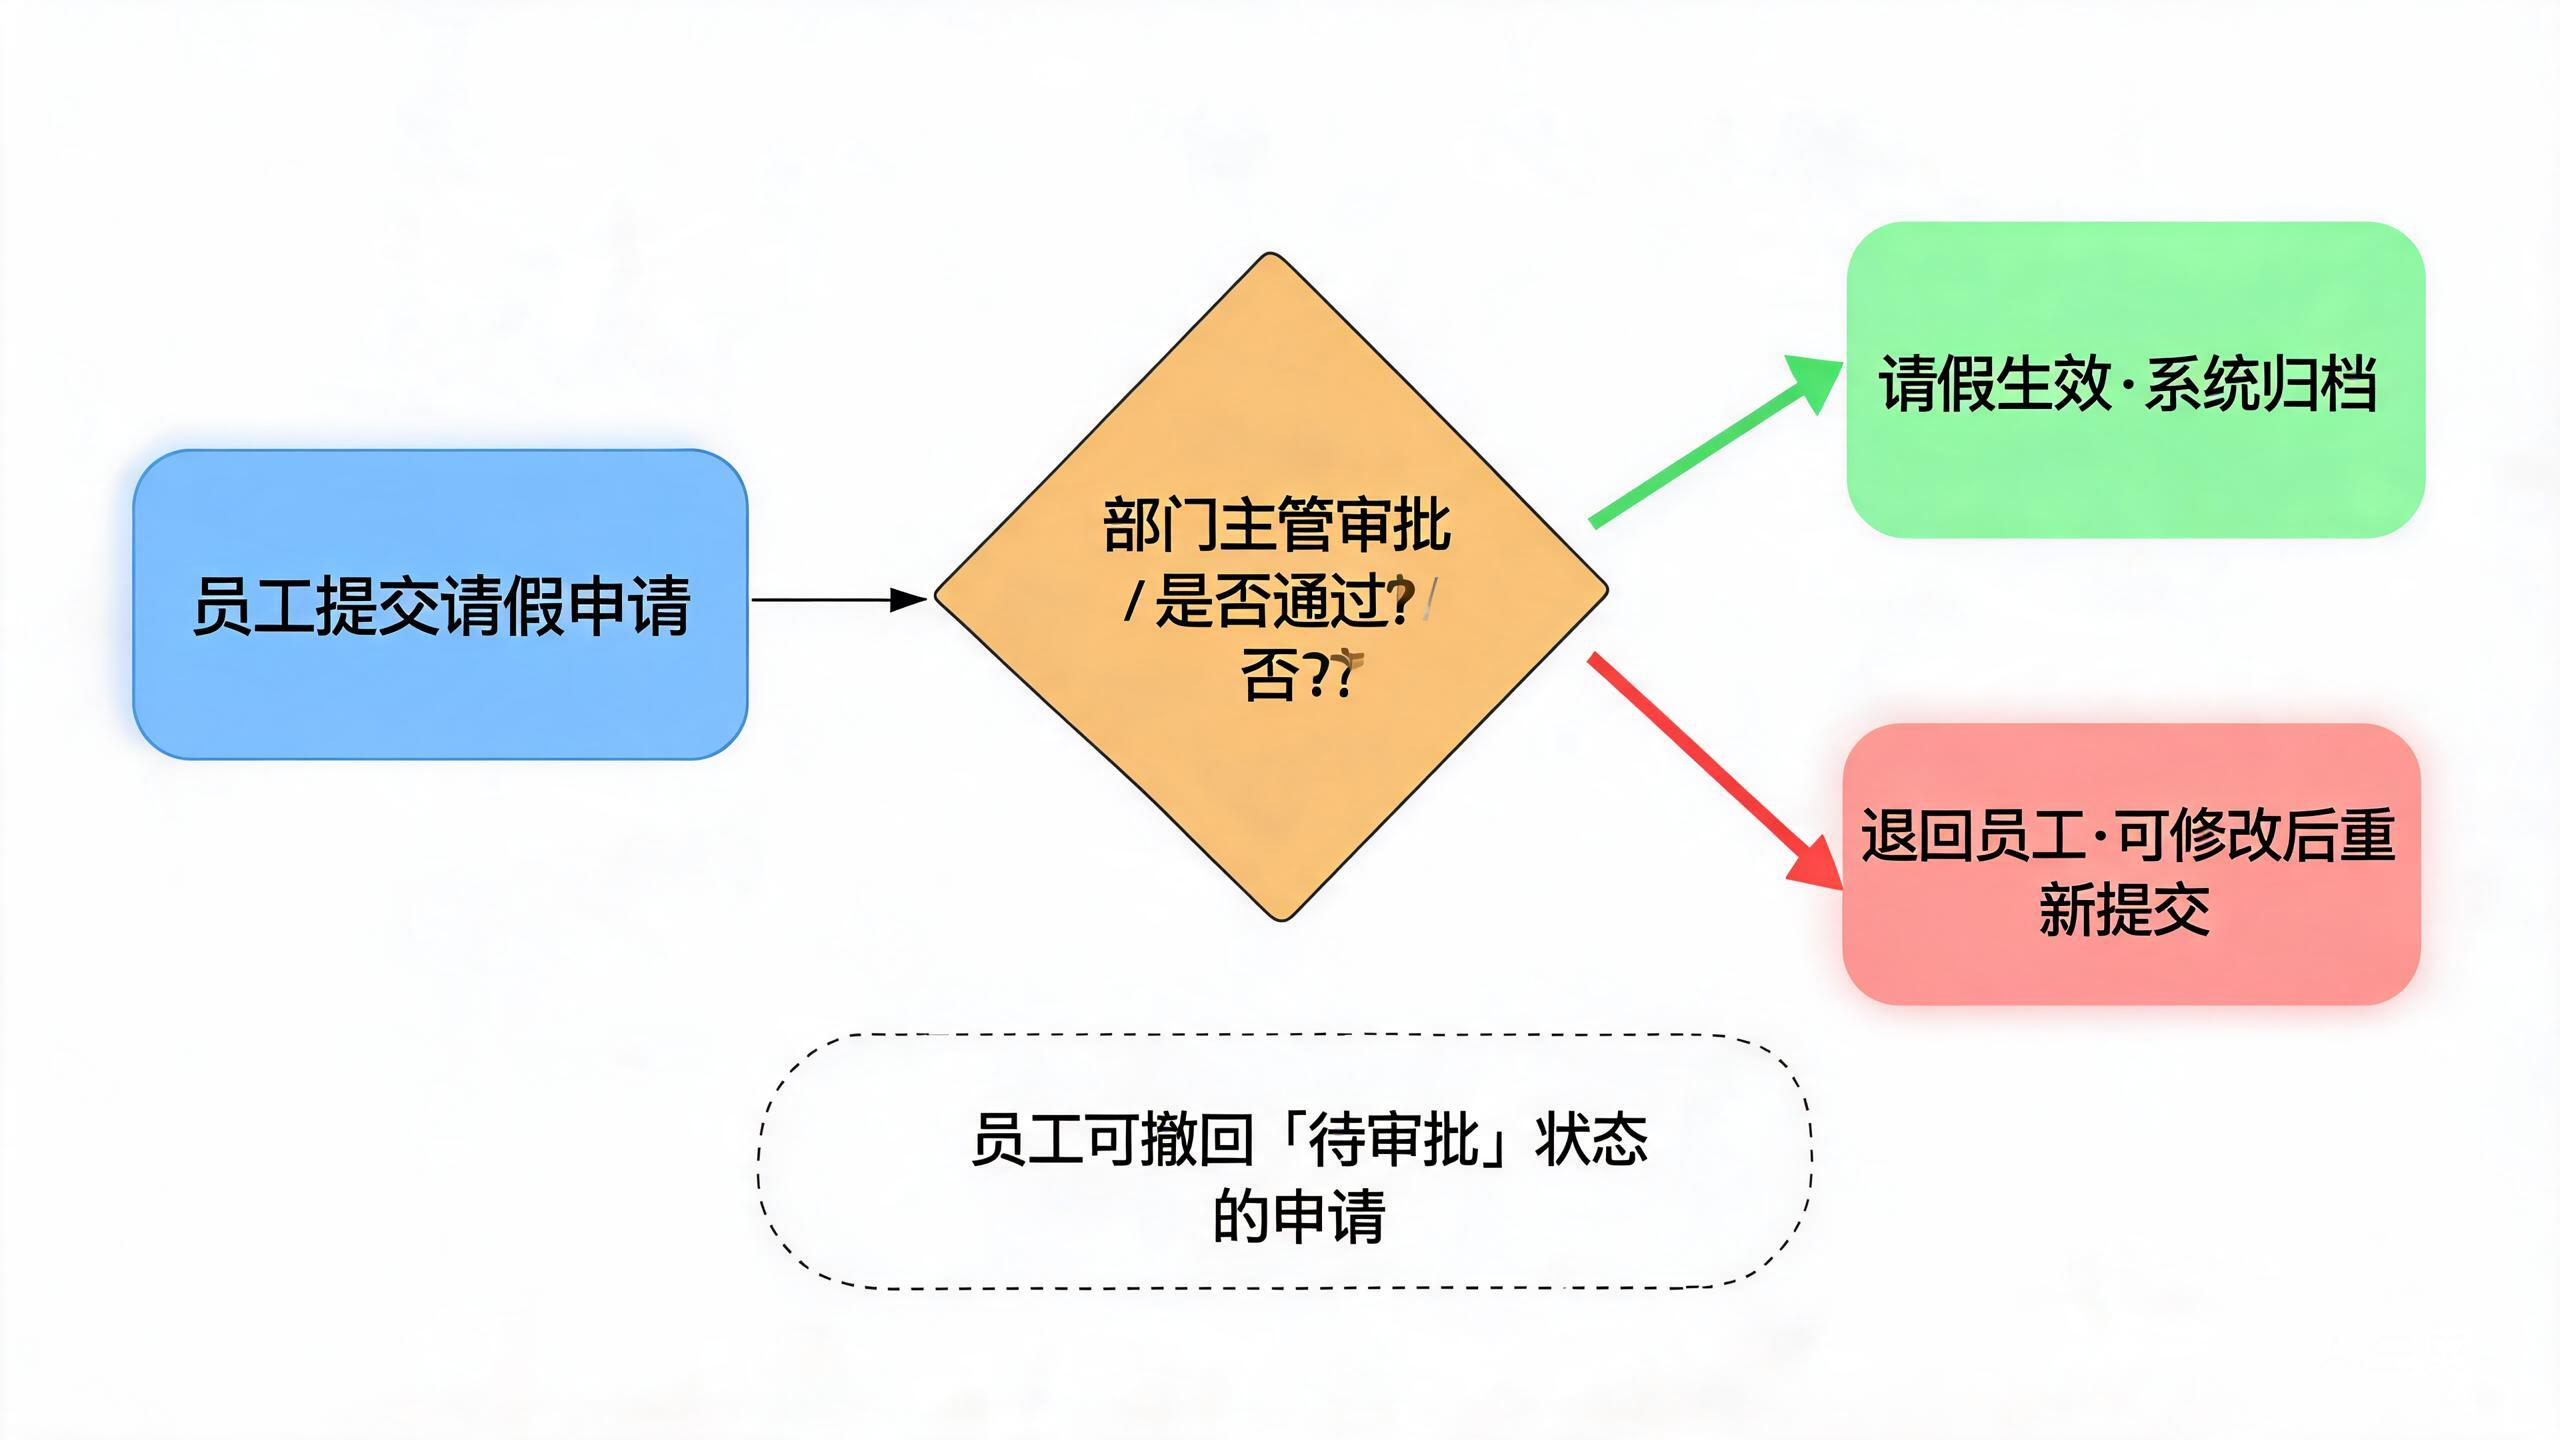 员工提交请假申请
部门主管审批
/是否通过?/
否??
请假生效·系统归档
退回员工·可修改后重
新提交
员工可撤回「待审批」状态
的申请